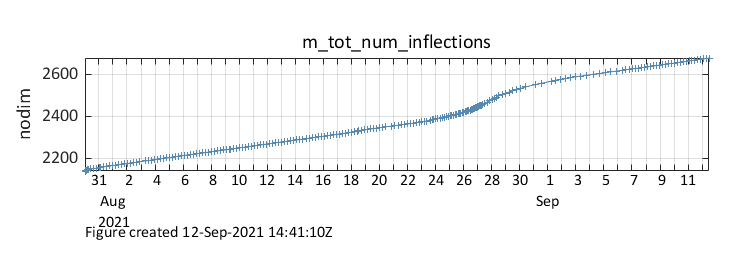 m_tot_num_inflections
nodim
2600
2400
2200
31 2 4 6 8 10 12 14 16 18 20 22 24 26 28 30 1 3 5 7 9 11
Aug Sep
2021
Figure created 12-Sep-2021 14:41:10Z